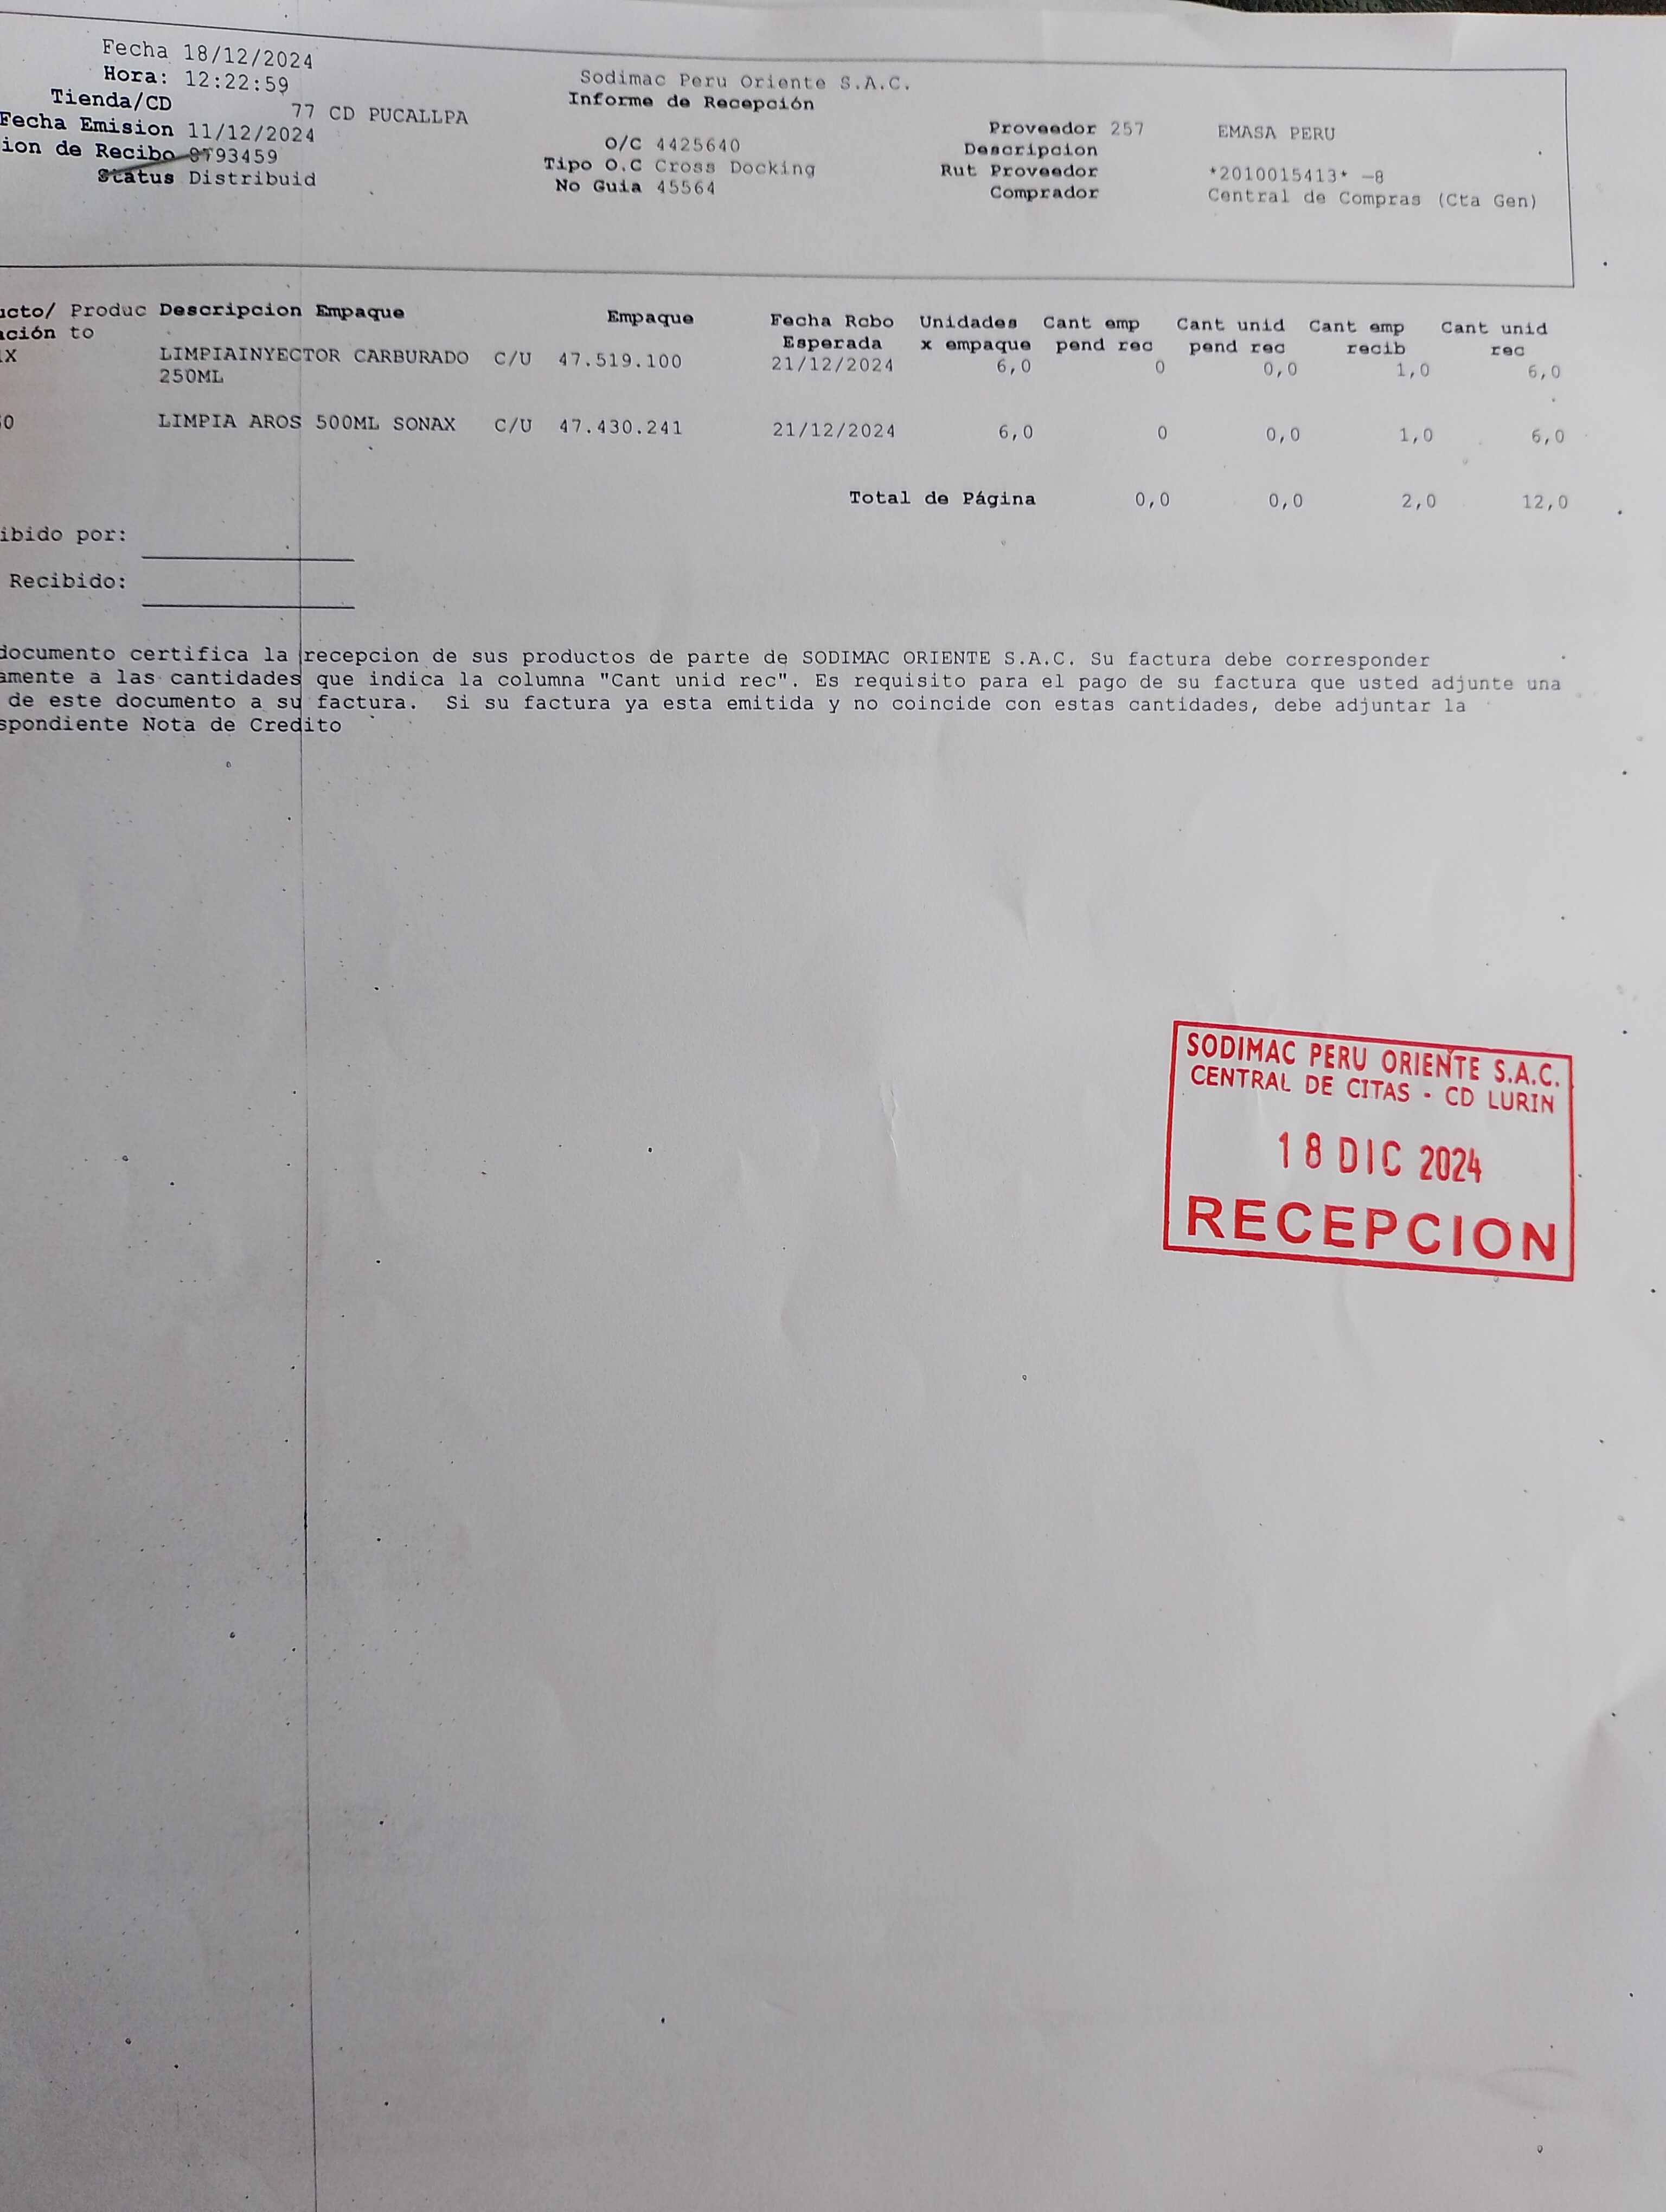 Fecha 18/12/2024
Hora: 12:22:59
Tienda/CD 77 CD PUCALLPA
Fecha Emision 11/12/2024
ion de Recibo 93459
Status Distribuid
Sodimac Peru Oriente S.A.C.
Informe de Recepción
O/C 4425640
Tipo O.C Cross Docking
No Guia 45564
Proveedor 257 EMASA PERU
Descripcion
Rut Proveedor *2010015413* -8
Comprador Central de Compras (Cta Gen)
ucto/ Produc Descripcion Empaque Empaque Fecha Rcbo Unidades Cant emp Cant unid Cant emp Cant unid
ación to Esperada x empaque pend rec pend rec recib rec
X LIMPIAINYECTOR CARBURADO C/U 47.519.100 21/12/2024 6,0 0 0,0 1,0 6,0
250ML
0 LIMPIA AROS 500ML SONAX C/U 47.430.241 21/12/2024 6,0 0 0,0 1,0 6,0
Total de Página 0,0 0,0 2,0 12,0
ibido por:
Recibido:
documento certifica la recepcion de sus productos de parte de SODIMAC ORIENTE S.A.C. Su factura debe corresponder
amente a las cantidades que indica la columna "Cant unid rec". Es requisito para el pago de su factura que usted adjunte una
de este documento a su factura. Si su factura ya esta emitida y no coincide con estas cantidades, debe adjuntar la
spondiente Nota de Credito
SODIMAC PERU ORIENTE S.A.C.
CENTRAL DE CITAS - CD LURIN
18 DIC 2024
RECEPCION